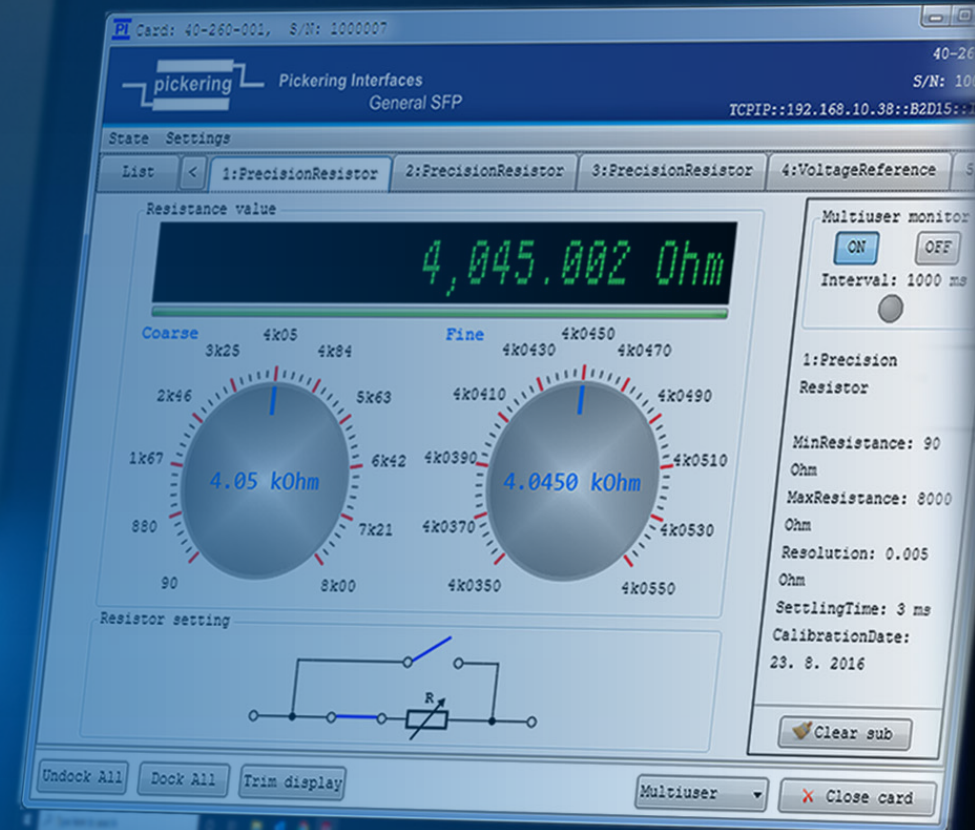 PI Card: 40-260-001, S/N: 1000007
pickering
Pickering Interfaces
General SFP
40-26
S/N: 10
TCPIP::192.168.10.38::B2D15::
State Settings
List < 1:PrecisionResistor 2:PrecisionResistor 3:PrecisionResistor 4:VoltageReference 5
Resistance value
4,045.002 Ohm
Coarse
4k05
3k25
4k84
2k46
5k63
1k67
6k42
4.05 kOhm
880
7k21
90
8k00
Fine
4k0450
4k0430
4k0470
4k0410
4k0490
4k0390
4k0510
4.0450 kOhm
4k0370
4k0530
4k0350
4k0550
Resistor setting
R
Multiuser monitor
ON OFF
Interval: 1000 ms
1:Precision
Resistor
MinResistance: 90
Ohm
MaxResistance: 8000
Ohm
Resolution: 0.005
Ohm
SettlingTime: 3 ms
CalibrationDate:
23. 8. 2016
Clear sub
Undock All Dock All Trim display Multiuser Close card